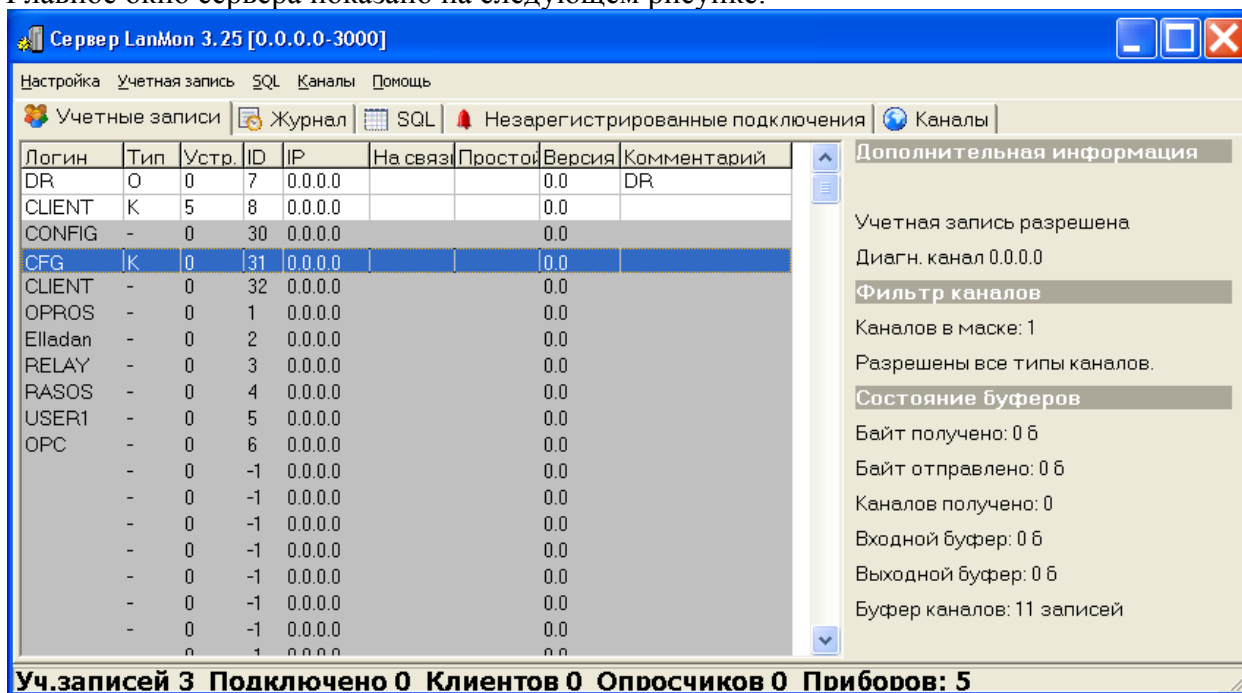 Главное окно сервера показано на следующем рисунке:
Сервер LanMon 3.25 [0.0.0.0-3000]
Настройка Учетная запись SQL Каналы Помощь
Учетные записи Журнал SQL Незарегистрированные подключения Каналы
Логин Тип Устр. ID IP На связи Простой Версия Комментарий
DR О 0 7 0.0.0.0 0.0 DR
CLIENT К 5 8 0.0.0.0 0.0
CONFIG - 0 30 0.0.0.0 0.0
CFG К 0 31 0.0.0.0 0.0
CLIENT - 0 32 0.0.0.0 0.0
OPROS - 0 1 0.0.0.0 0.0
Elladan - 0 2 0.0.0.0 0.0
RELAY - 0 3 0.0.0.0 0.0
RASOS - 0 4 0.0.0.0 0.0
USER1 - 0 5 0.0.0.0 0.0
OPC - 0 6 0.0.0.0 0.0
- 0 -1 0.0.0.0 0.0
- 0 -1 0.0.0.0 0.0
- 0 -1 0.0.0.0 0.0
- 0 -1 0.0.0.0 0.0
- 0 -1 0.0.0.0 0.0
- 0 -1 0.0.0.0 0.0
- 0 -1 0.0.0.0 0.0
Дополнительная информация
Учетная запись разрешена
Диагн. канал 0.0.0.0
Фильтр каналов
Каналов в маске: 1
Разрешены все типы каналов.
Состояние буферов
Байт получено: 0 б
Байт отправлено: 0 б
Каналов получено: 0
Входной буфер: 0 б
Выходной буфер: 0 б
Буфер каналов: 11 записей
Уч.записей 3 Подключено 0 Клиентов 0 Опросчиков 0 Приборов: 5